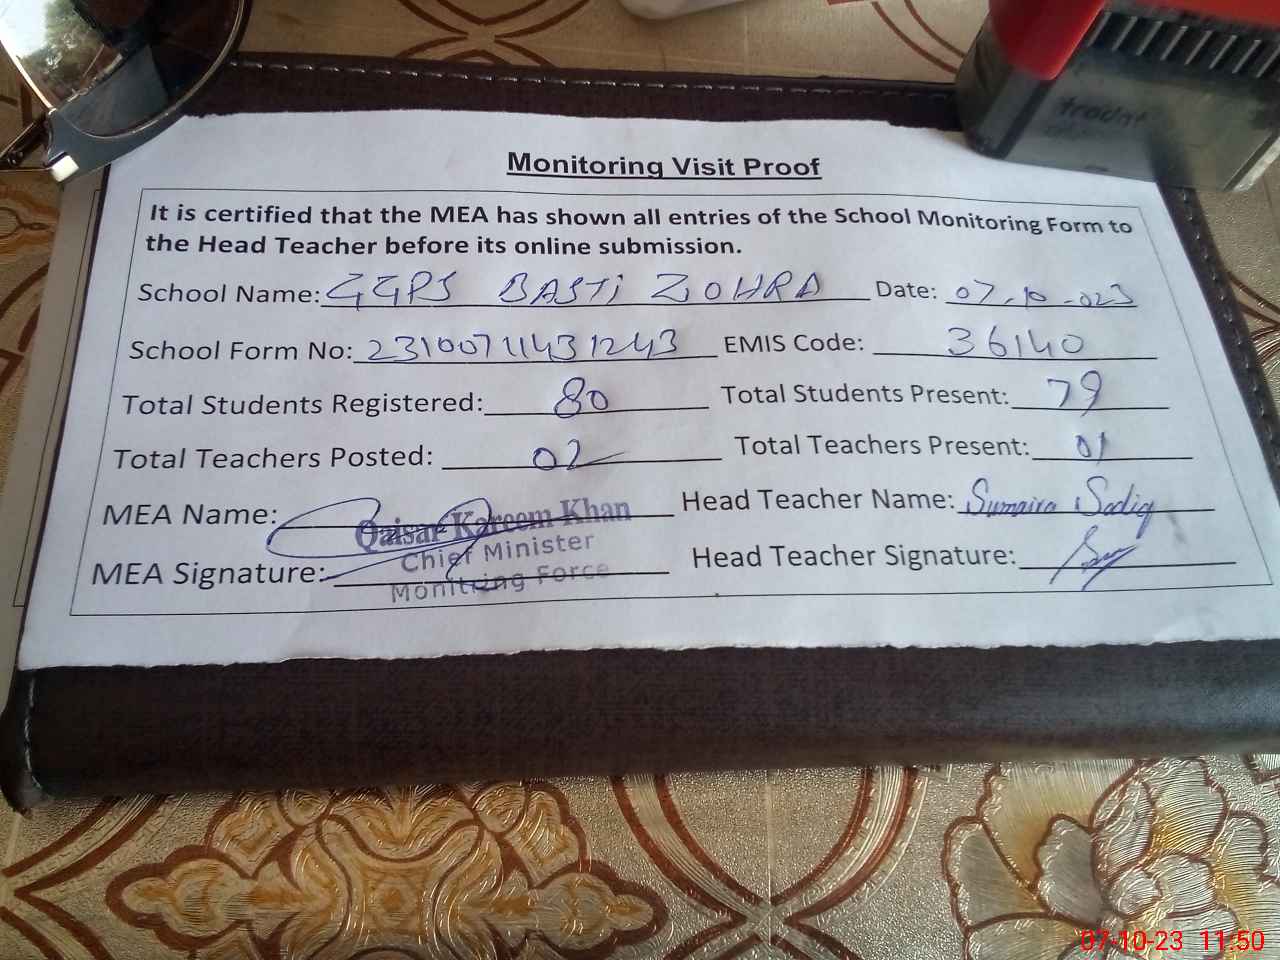 trodat
Monitoring Visit Proof
It is certified that the MEA has shown all entries of the School Monitoring Form to
the Head Teacher before its online submission.
School Name: GGPS BASTi ZOHRA Date: 07-10-023
School Form No: 23100711431243 EMIS Code: 36140
Total Students Registered: 80 Total Students Present: 79
Total Teachers Posted: 02 Total Teachers Present: 01
MEA Name: Qaisar Kareem Khan Head Teacher Name: Sumaira Sadiq
Chief Minister
MEA Signature: Head Teacher Signature:
Monitring Force
07-10-23 11:50